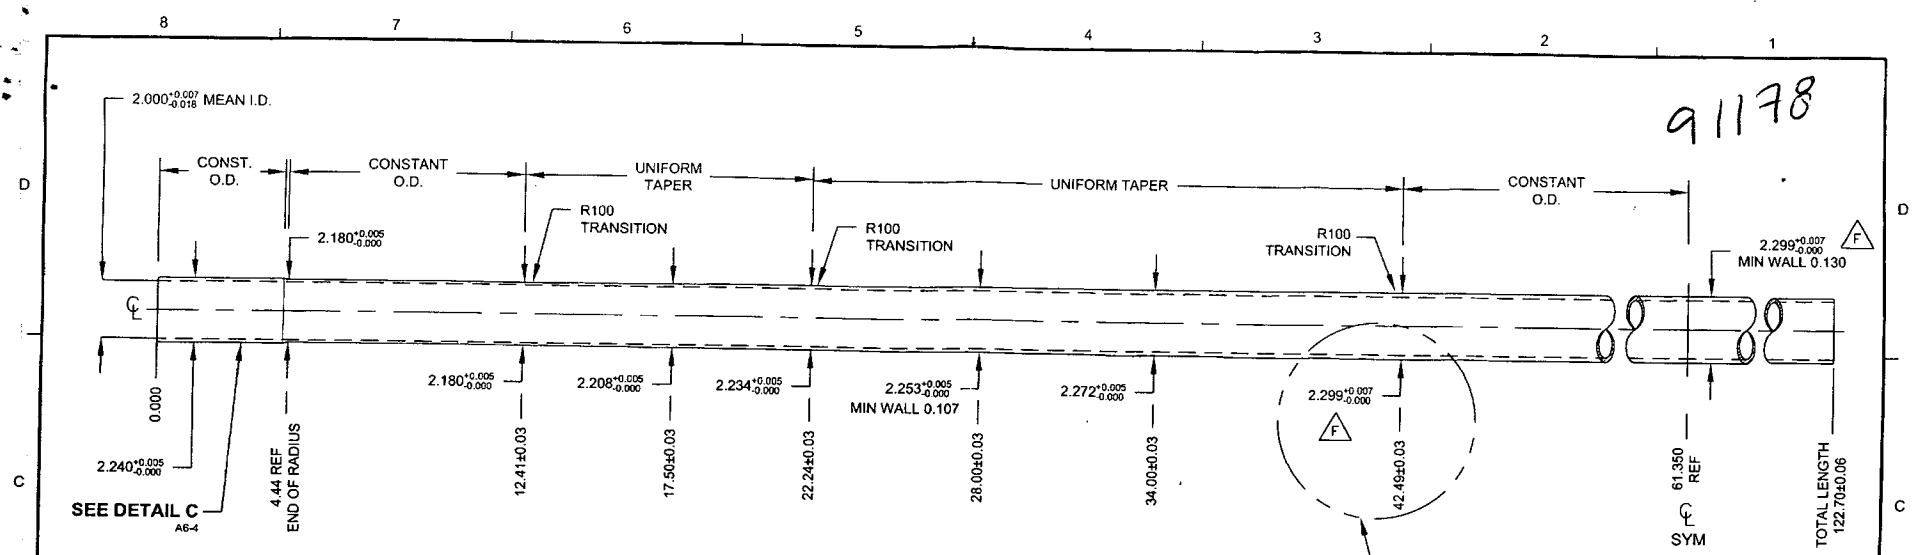 8 7 6 5 4 3 2 1
91178
2.000 +0.007 -0.018 MEAN I.D.
CONST. O.D.
CONSTANT O.D.
UNIFORM TAPER
UNIFORM TAPER
CONSTANT O.D.
D
D
R100 TRANSITION
R100 TRANSITION
R100 TRANSITION
2.180 +0.005 -0.000
2.299 +0.007 -0.000
MIN WALL 0.130
F
℄
2.180 +0.005 -0.000
2.208 +0.005 -0.000
2.234 +0.005 -0.000
2.253 +0.005 -0.000
MIN WALL 0.107
2.272 +0.005 -0.000
2.299 +0.007 -0.000
F
2.240 +0.005 -0.000
0.000
4.44 REF
END OF RADIUS
12.41±0.03
17.50±0.03
22.24±0.03
28.00±0.03
34.00±0.03
42.49±0.03
61.350
REF
℄
SYM
TOTAL LENGTH
122.70±0.06
C
SEE DETAIL C
A6-4
C